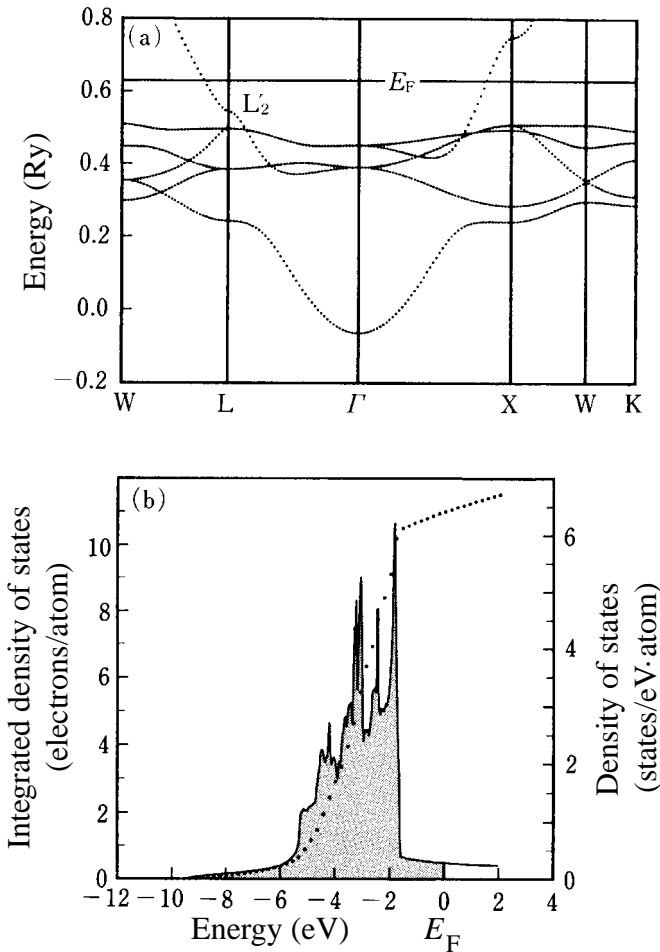 (a)
0.8
0.6
0.4
0.2
0.0
−0.2
Energy (Ry)
E_F
L′₂
W L Γ X W K
(b)
10
8
6
4
2
0
Integrated density of states
(electrons/atom)
6
4
2
0
Density of states
(states/eV·atom)
−12 −10 −8 −6 −4 −2 0 2 4
Energy (eV) E_F